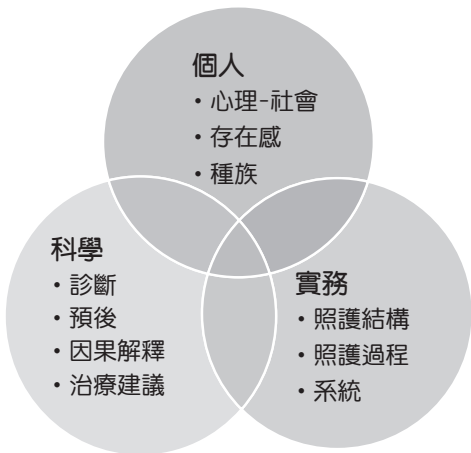 個人
・心理-社會
・存在感
・種族
科學
・診斷
・預後
・因果解釋
・治療建議
實務
・照護結構
・照護過程
・系統